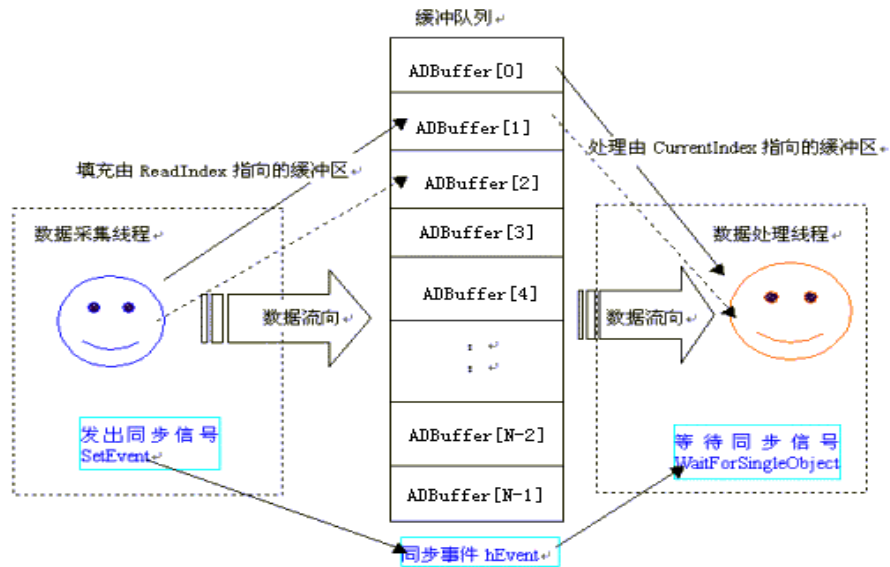 缓冲队列
ADBuffer[0]
ADBuffer[1]
处理由 CurrentIndex 指向的缓冲区
填充由 ReadIndex 指向的缓冲区
ADBuffer[2]
数据采集线程
ADBuffer[3]
数据处理线程
ADBuffer[4]
数据流向
数据流向
:
:
发出同步信号
SetEvent
ADBuffer[N-2]
等待同步信号
WaitForSingleObject
ADBuffer[N-1]
同步事件 hEvent